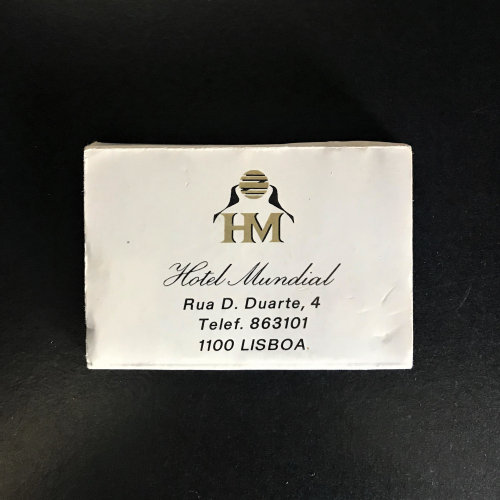 HM
Hotel Mundial
Rua D. Duarte, 4
Telef. 863101
1100 LISBOA